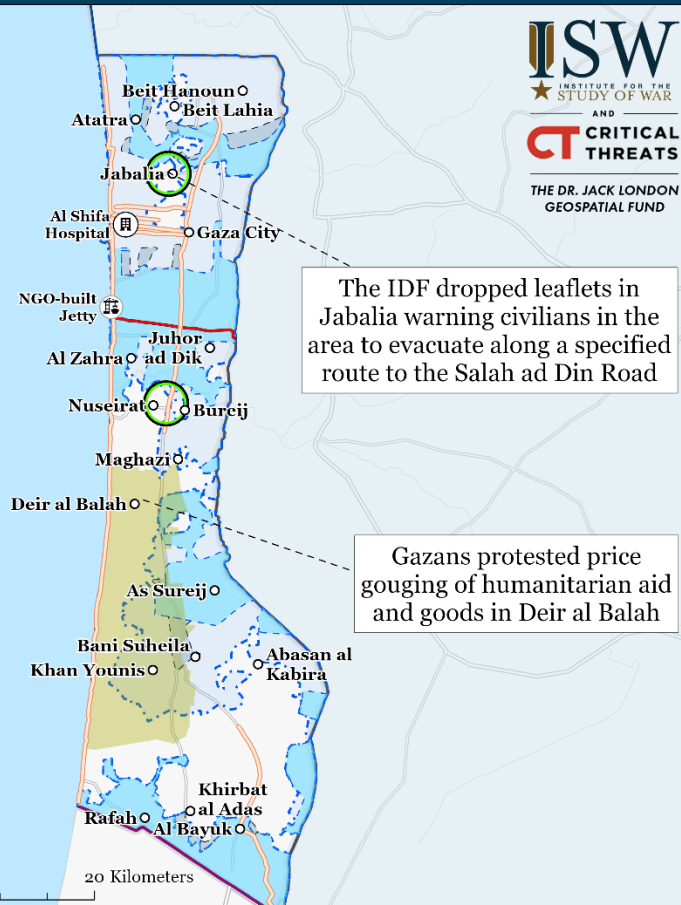 ISW
INSTITUTE FOR THE
STUDY OF WAR
AND
CT CRITICAL
THREATS
THE DR. JACK LONDON
GEOSPATIAL FUND
Beit Hanoun
Beit Lahia
Atatra
Jabalia
Al Shifa
Hospital
Gaza City
The IDF dropped leaflets in
Jabalia warning civilians in the
area to evacuate along a specified
route to the Salah ad Din Road
NGO-built
Jetty
Juhor
ad Dik
Al Zahra
Nuseirat
Bureij
Maghazi
Deir al Balah
Gazans protested price
gouging of humanitarian aid
and goods in Deir al Balah
As Sureij
Bani Suheila
Khan Younis
Abasan al
Kabira
Khirbat
al Adas
Rafah
Al Bayuk
20 Kilometers